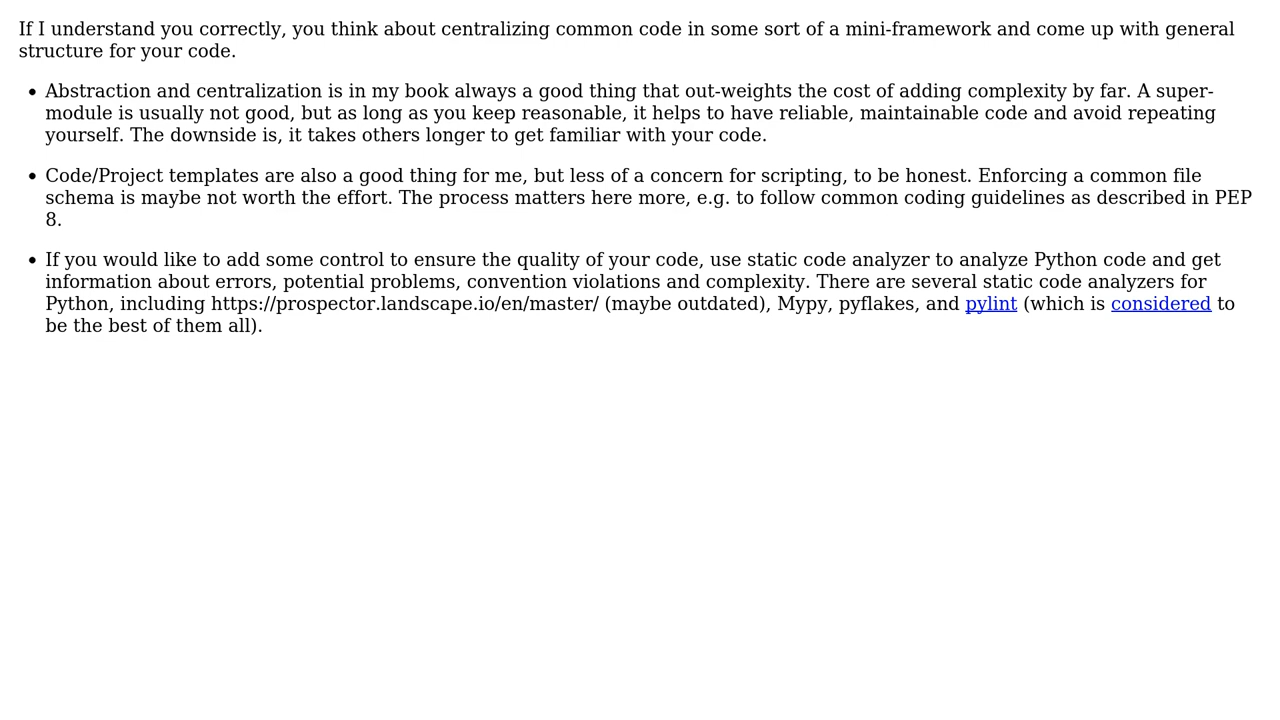 If I understand you correctly, you think about centralizing common code in some sort of a mini-framework and come up with general
structure for your code.
• Abstraction and centralization is in my book always a good thing that out-weights the cost of adding complexity by far. A super-
module is usually not good, but as long as you keep reasonable, it helps to have reliable, maintainable code and avoid repeating
yourself. The downside is, it takes others longer to get familiar with your code.
• Code/Project templates are also a good thing for me, but less of a concern for scripting, to be honest. Enforcing a common file
schema is maybe not worth the effort. The process matters here more, e.g. to follow common coding guidelines as described in PEP
8.
• If you would like to add some control to ensure the quality of your code, use static code analyzer to analyze Python code and get
information about errors, potential problems, convention violations and complexity. There are several static code analyzers for
Python, including https://prospector.landscape.io/en/master/ (maybe outdated), Mypy, pyflakes, and pylint (which is considered to
be the best of them all).